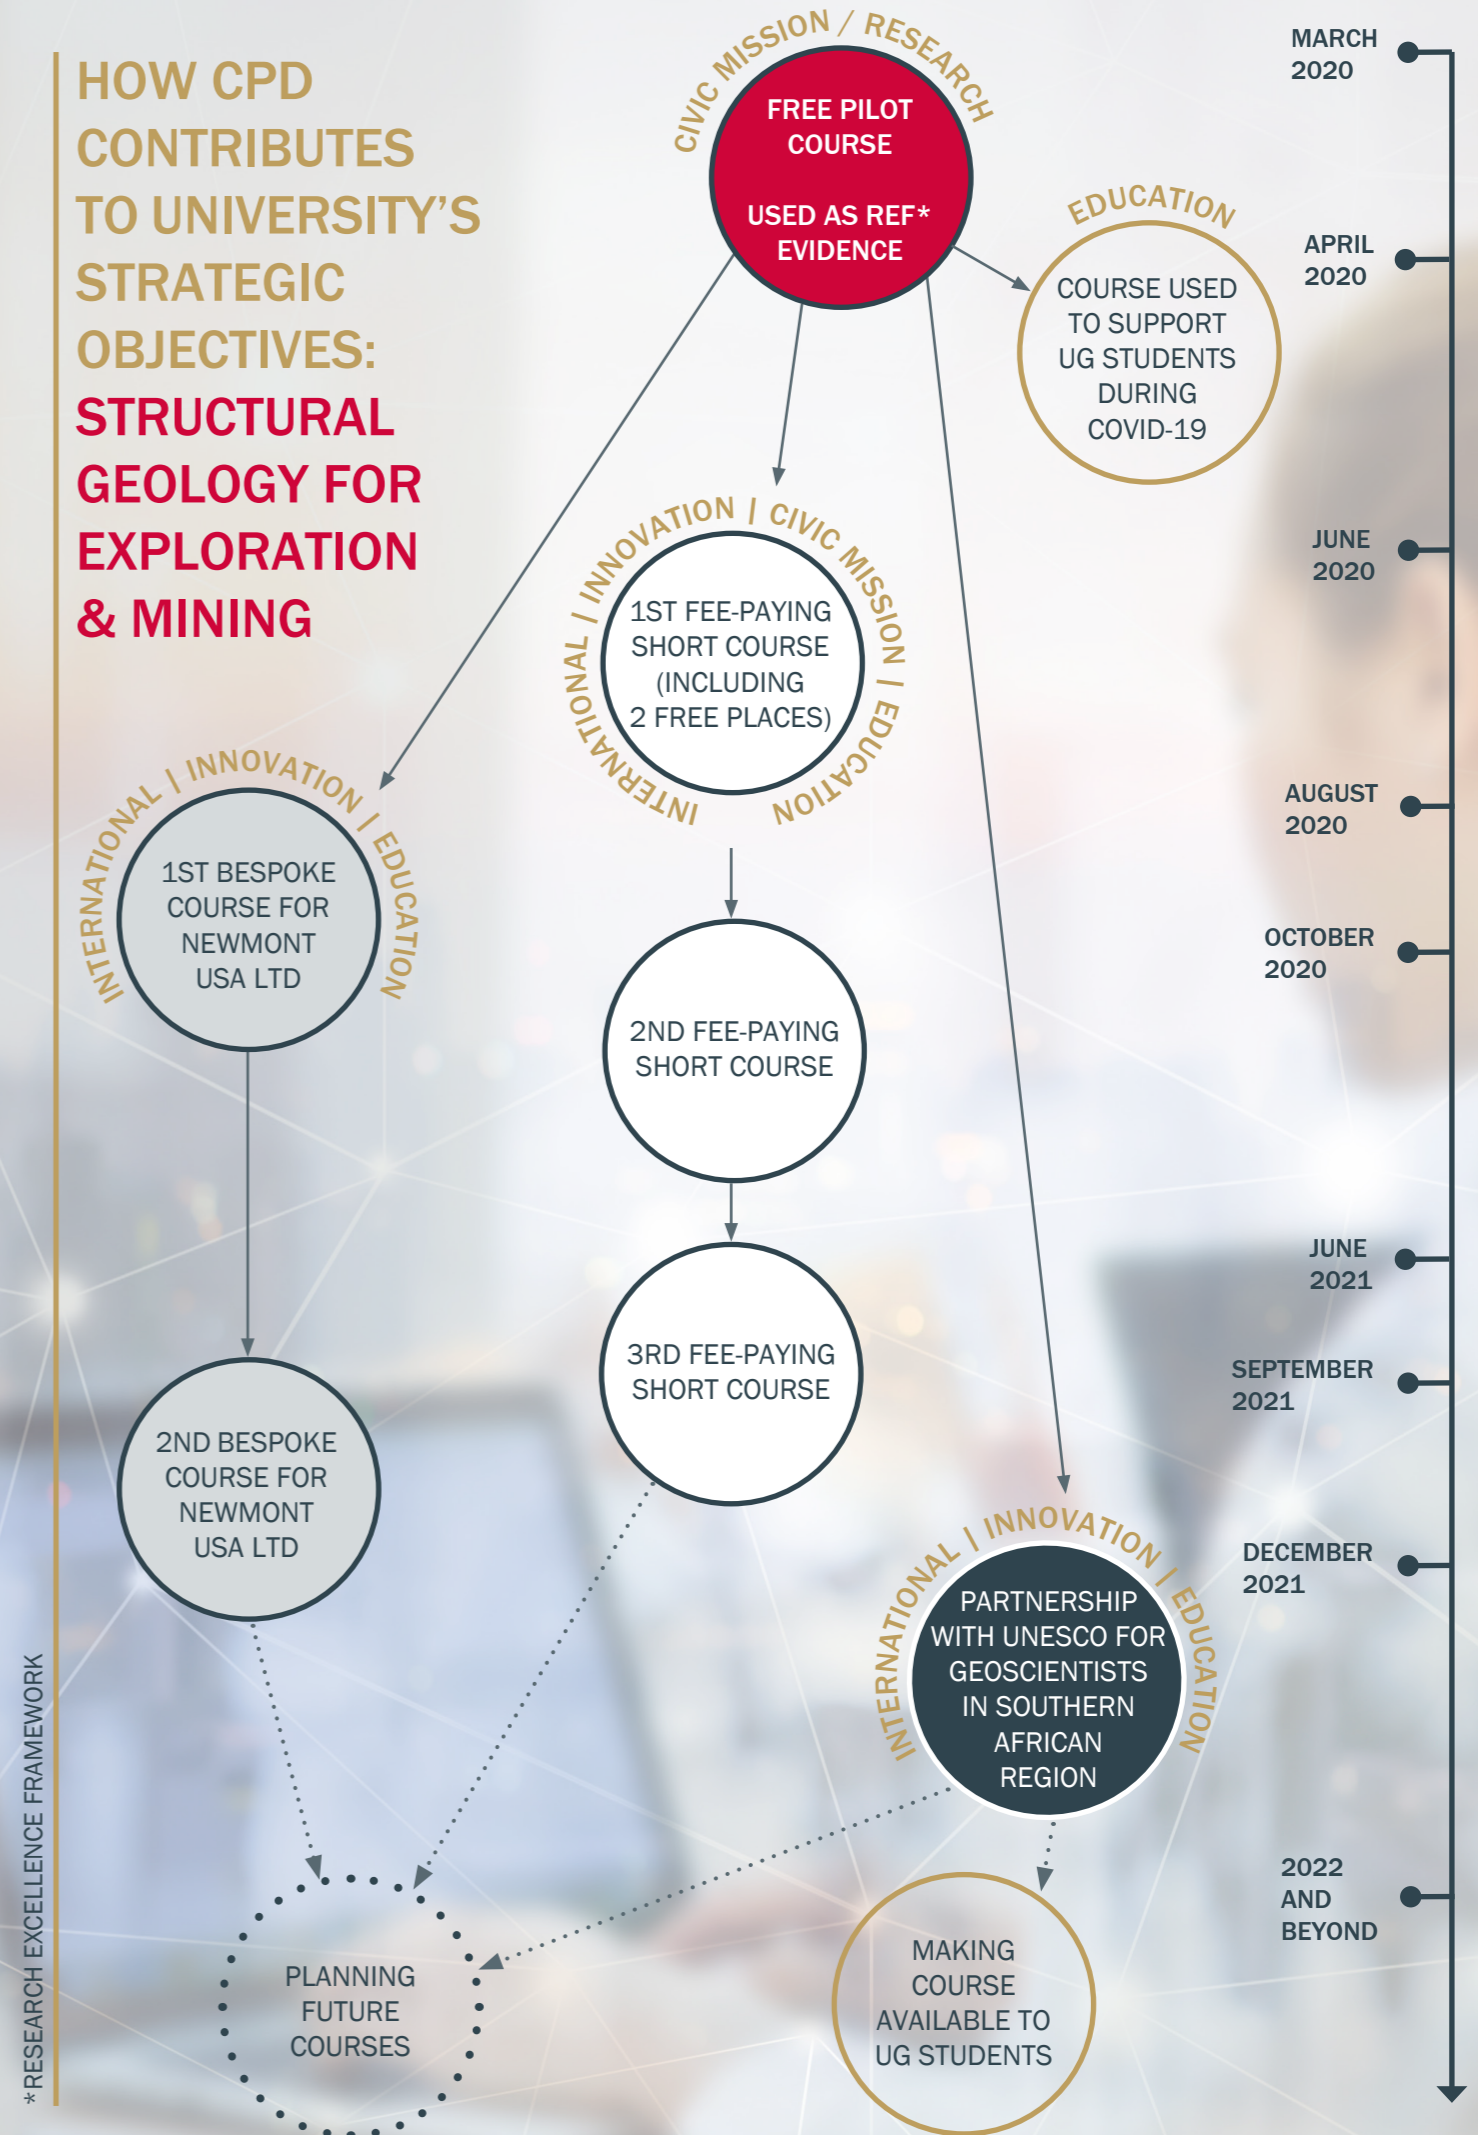 HOW CPD
CONTRIBUTES
TO UNIVERSITY'S
STRATEGIC
OBJECTIVES:
STRUCTURAL
GEOLOGY FOR
EXPLORATION
& MINING
CIVIC MISSION / RESEARCH
FREE PILOT
COURSE
USED AS REF*
EVIDENCE
EDUCATION
COURSE USED
TO SUPPORT
UG STUDENTS
DURING
COVID-19
INTERNATIONAL | INNOVATION | CIVIC MISSION | EDUCATION
1ST FEE-PAYING
SHORT COURSE
(INCLUDING
2 FREE PLACES)
INTERNATIONAL | INNOVATION | EDUCATION
1ST BESPOKE
COURSE FOR
NEWMONT
USA LTD
2ND FEE-PAYING
SHORT COURSE
3RD FEE-PAYING
SHORT COURSE
2ND BESPOKE
COURSE FOR
NEWMONT
USA LTD
INTERNATIONAL | INNOVATION | EDUCATION
PARTNERSHIP
WITH UNESCO FOR
GEOSCIENTISTS
IN SOUTHERN
AFRICAN
REGION
PLANNING
FUTURE
COURSES
MAKING
COURSE
AVAILABLE TO
UG STUDENTS
MARCH
2020
APRIL
2020
JUNE
2020
AUGUST
2020
OCTOBER
2020
JUNE
2021
SEPTEMBER
2021
DECEMBER
2021
2022
AND
BEYOND
*RESEARCH EXCELLENCE FRAMEWORK